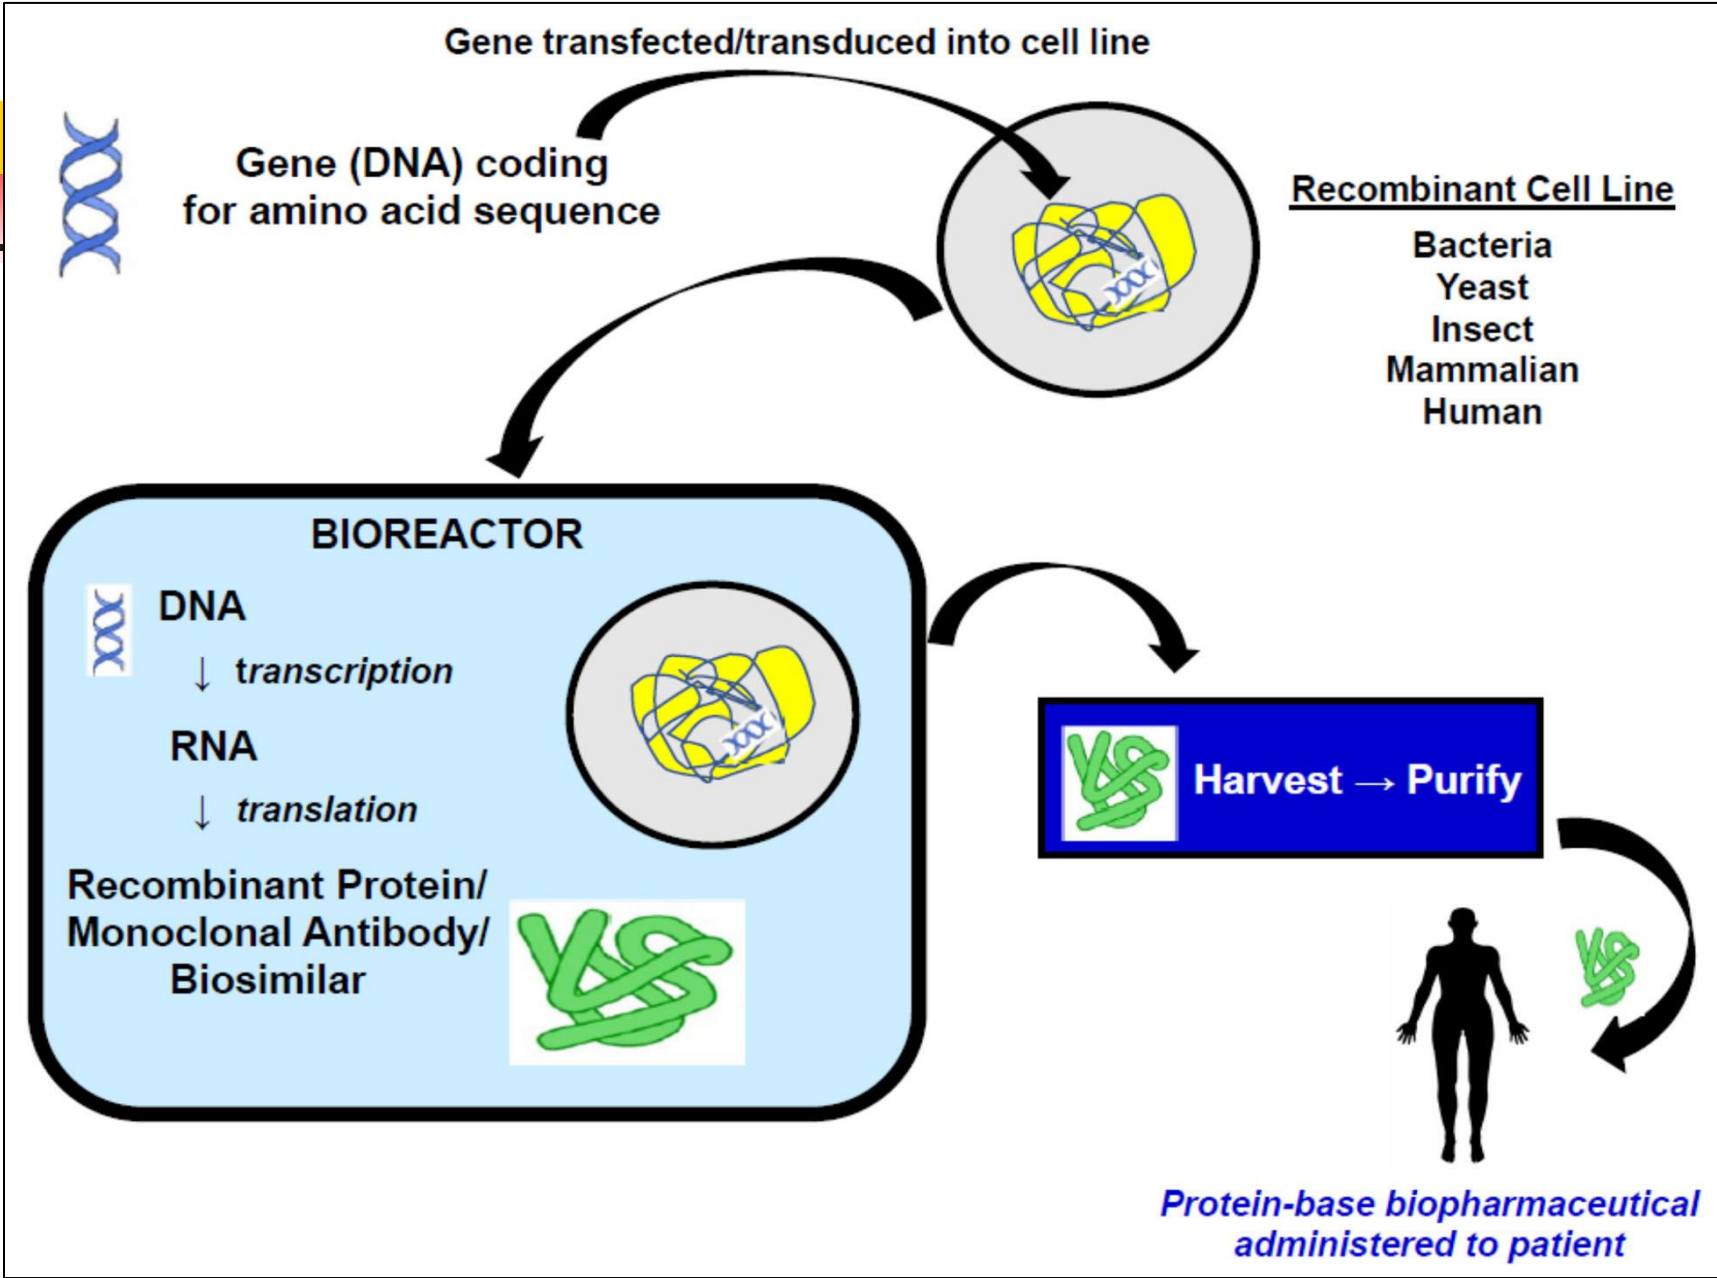 Gene transfected/transduced into cell line
Gene (DNA) coding
for amino acid sequence
Recombinant Cell Line
Bacteria
Yeast
Insect
Mammalian
Human
BIOREACTOR
DNA
↓ transcription
RNA
↓ translation
Recombinant Protein/
Monoclonal Antibody/
Biosimilar
Harvest → Purify
Protein-base biopharmaceutical
administered to patient